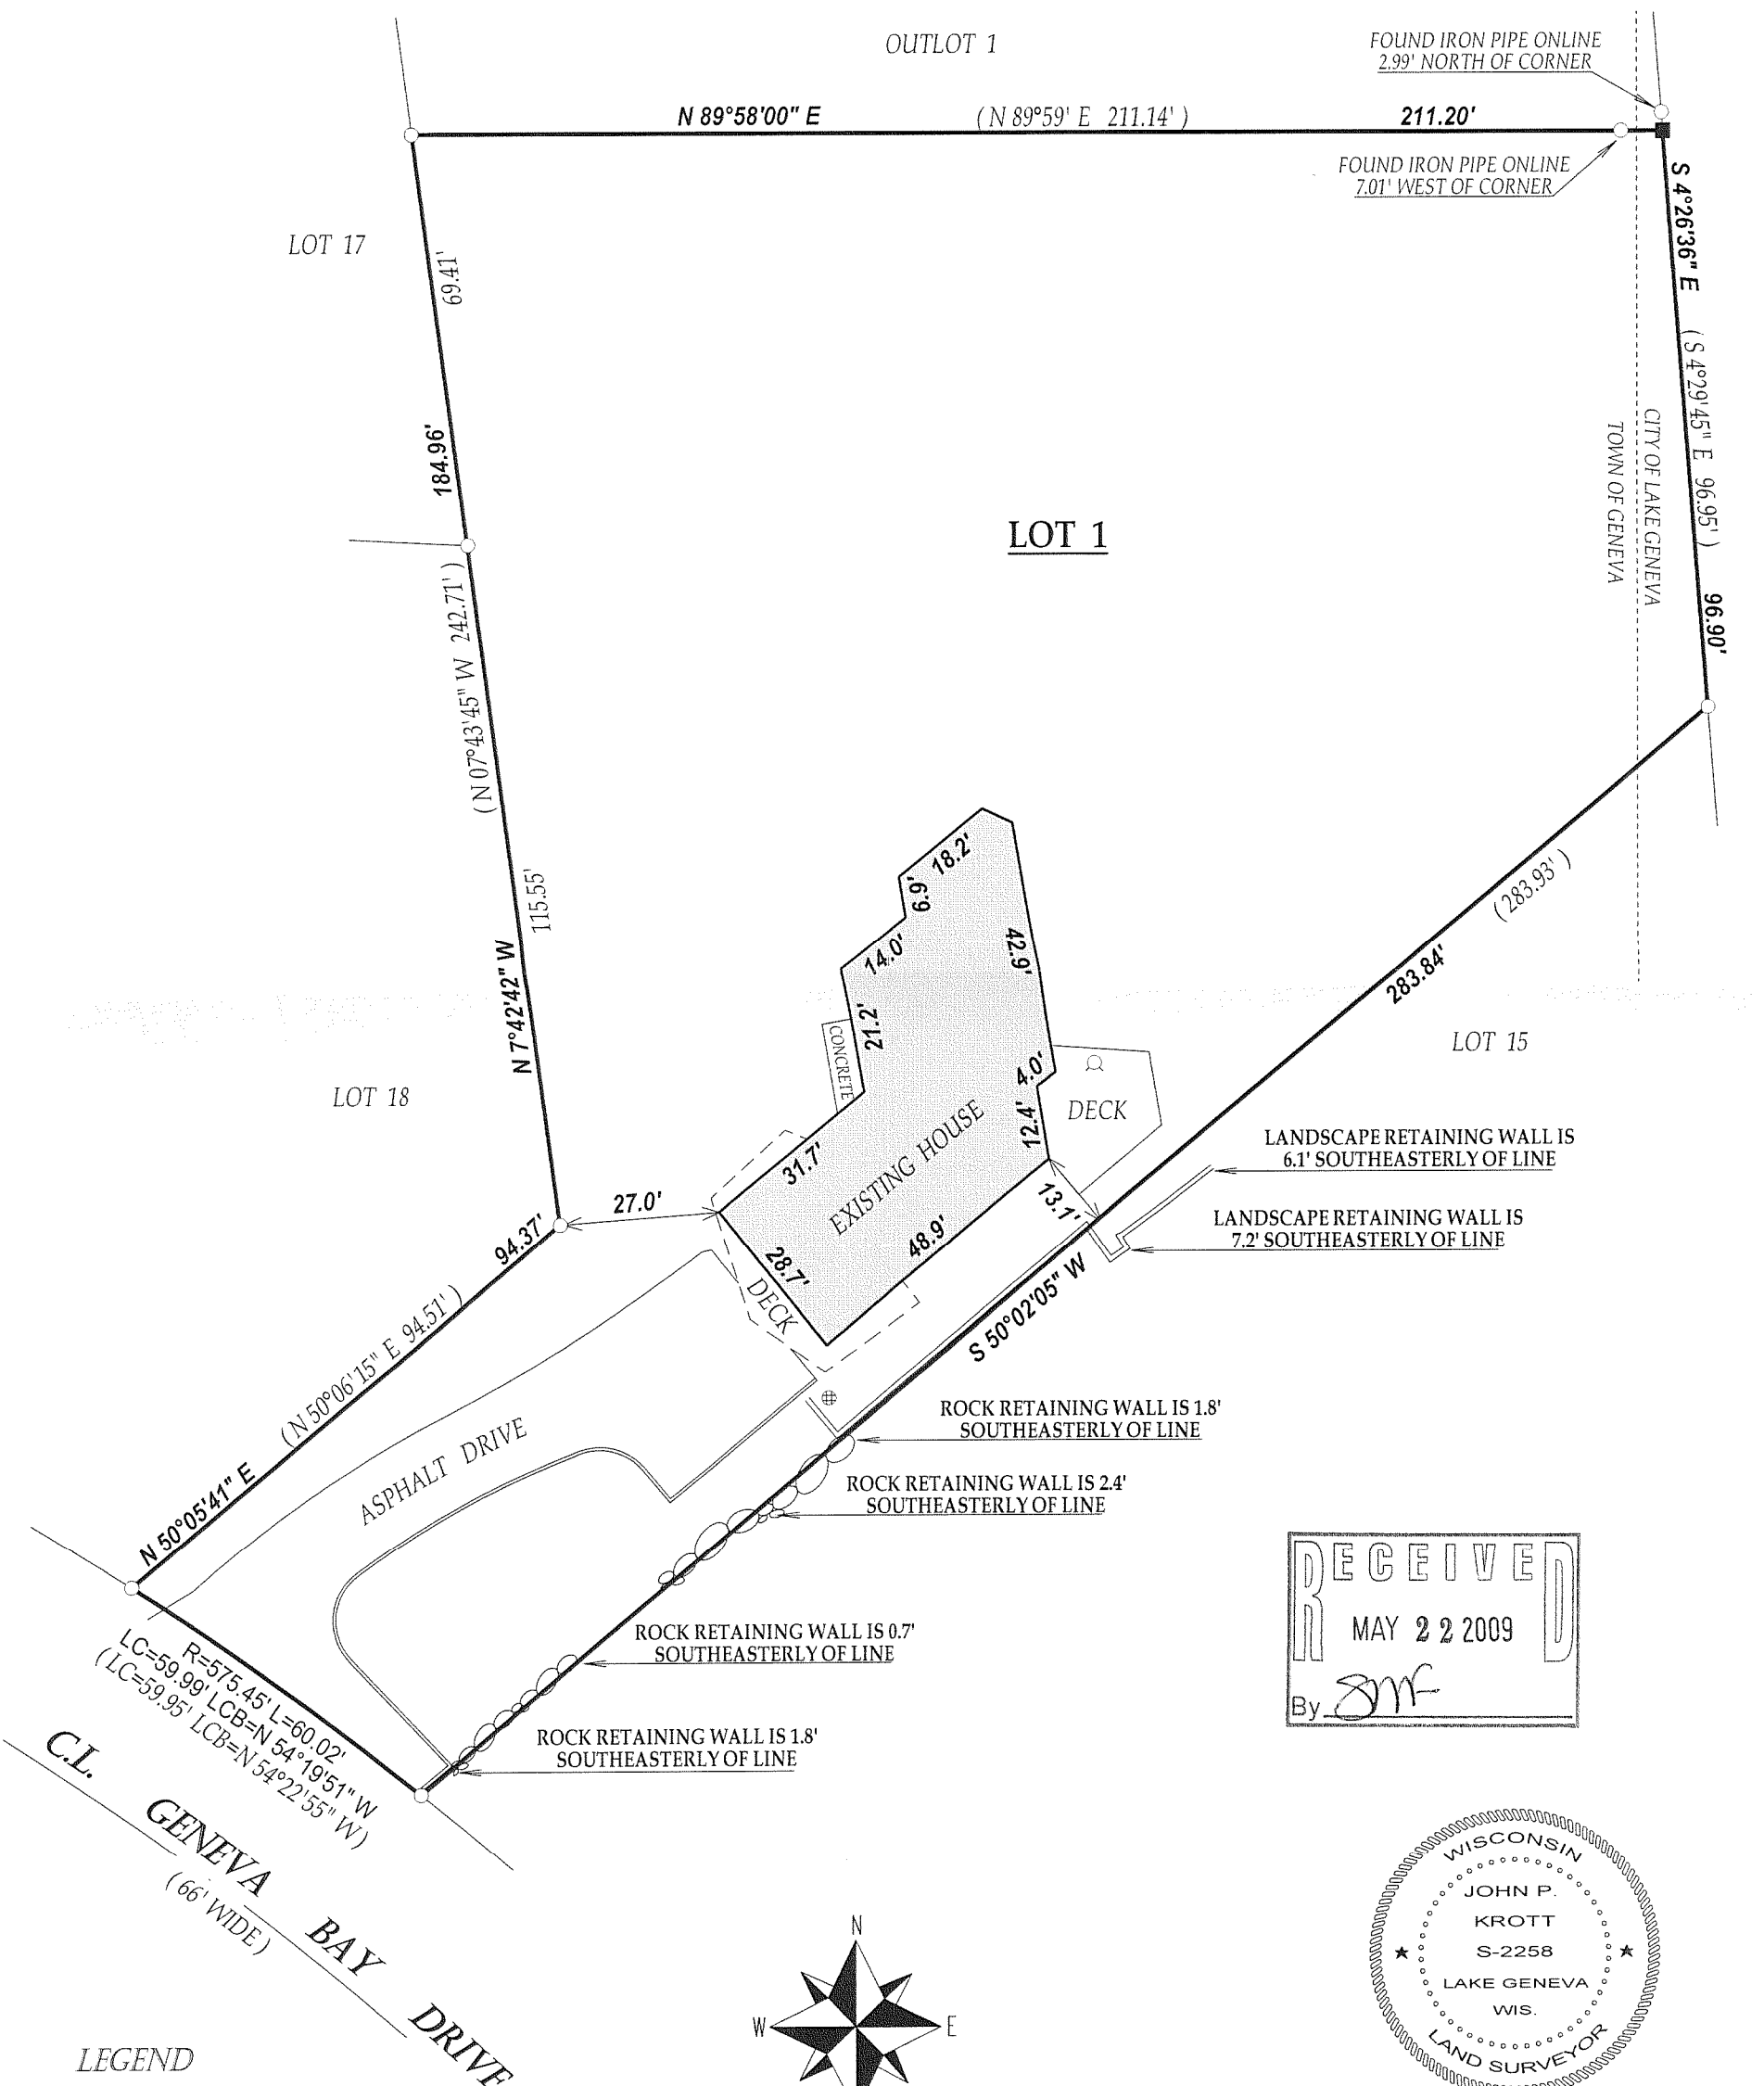 OUTLOT 1
FOUND IRON PIPE ONLINE
2.99' NORTH OF CORNER
N 89°58'00" E
( N 89°59' E 211.14' )
211.20'
FOUND IRON PIPE ONLINE
7.01' WEST OF CORNER
S 4°26'36" E
( S 4°29'45" E 96.95' )
96.90'
LOT 17
69.41'
184.96'
CITY OF LAKE GENEVA
TOWN OF GENEVA
LOT 1
( N 07°43'45" W 242.71' )
115.55'
N 7°42'42" W
18.2'
6.9'
14.0'
42.9'
21.2'
CONCRETE
4.0'
12.4'
DECK
( 283.93' )
283.84'
LOT 15
LOT 18
LANDSCAPE RETAINING WALL IS
6.1' SOUTHEASTERLY OF LINE
31.7'
EXISTING HOUSE
27.0'
13.1'
LANDSCAPE RETAINING WALL IS
7.2' SOUTHEASTERLY OF LINE
94.37'
48.9'
28.7'
DECK
S 50°02'05" W
( N 50°06'15" E 94.51' )
N 50°05'41" E
ASPHALT DRIVE
ROCK RETAINING WALL IS 1.8'
SOUTHEASTERLY OF LINE
ROCK RETAINING WALL IS 2.4'
SOUTHEASTERLY OF LINE
RECEIVED
MAY 2 2 2009
By
ROCK RETAINING WALL IS 0.7'
SOUTHEASTERLY OF LINE
R=575.45' L=60.02'
LC=59.99' LCB=N 54°19'51" W
( LC=59.95' LCB=N 54°22'55" W )
ROCK RETAINING WALL IS 1.8'
SOUTHEASTERLY OF LINE
C.L. GENEVA BAY DRIVE
( 66' WIDE )
WISCONSIN
JOHN P.
KROTT
S-2258
LAKE GENEVA
WIS.
LAND SURVEYOR
N
W
E
LEGEND